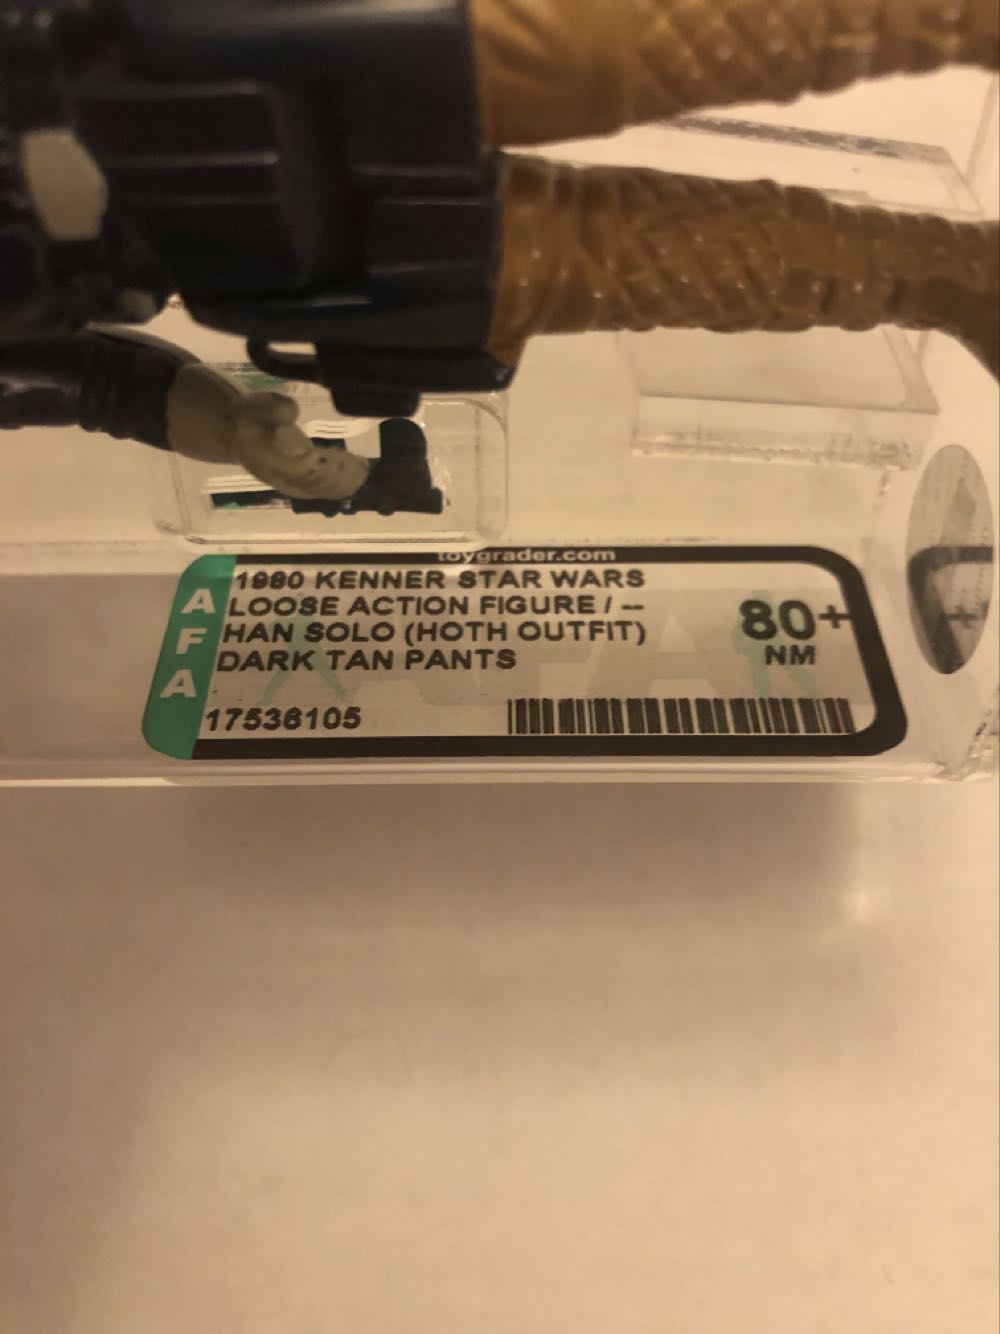 toygrader.com
AFA
1980 KENNER STAR WARS
LOOSE ACTION FIGURE / --
HAN SOLO (HOTH OUTFIT)
DARK TAN PANTS
80+
NM
17536105